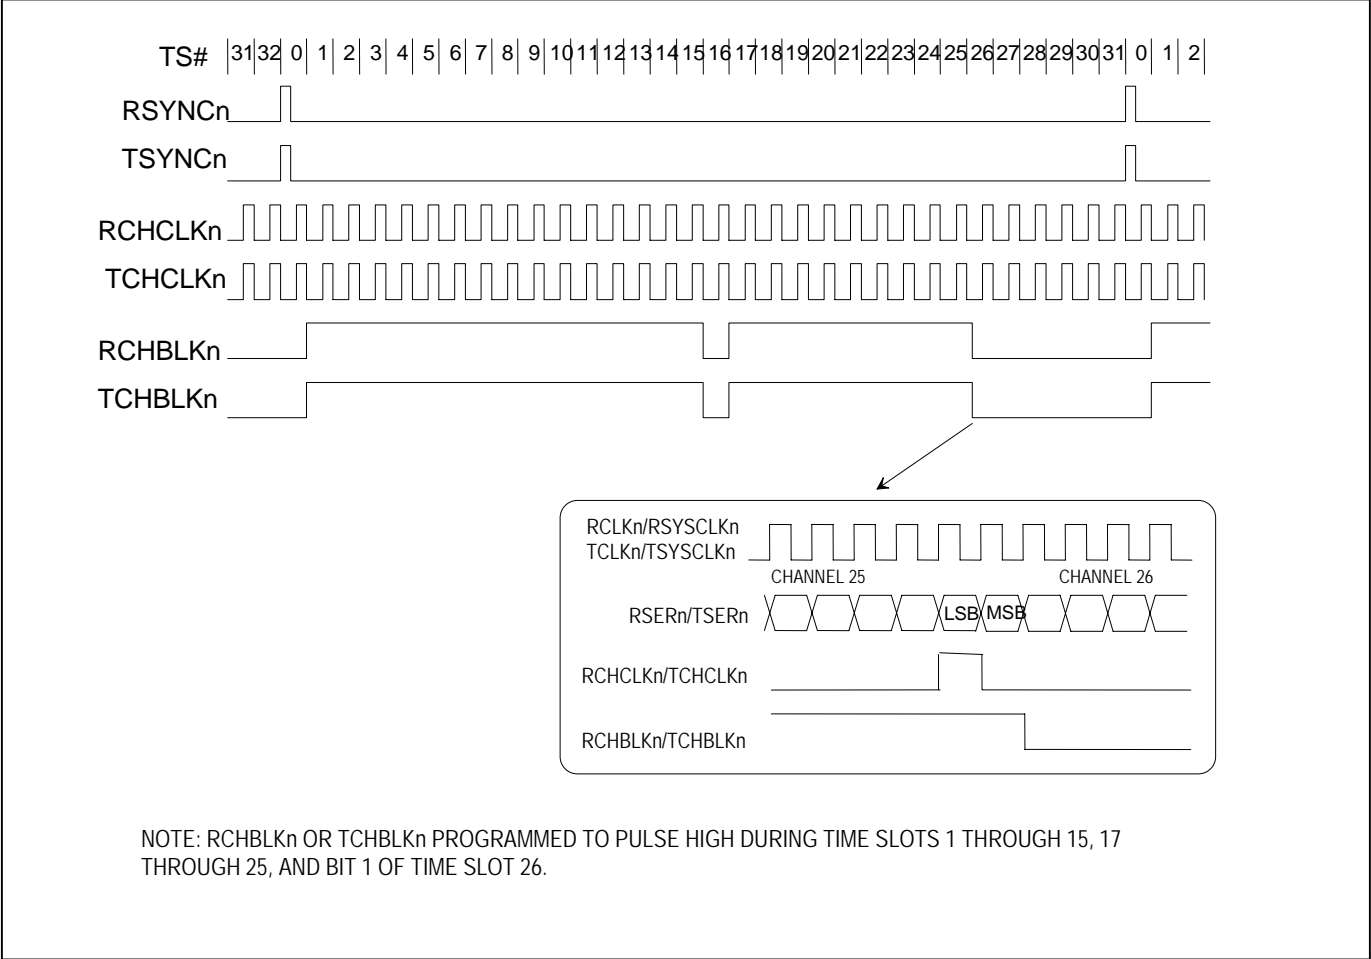 TS# 31 32 0 1 2 3 4 5 6 7 8 9 10 11 12 13 14 15 16 17 18 19 20 21 22 23 24 25 26 27 28 29 30 31 0 1 2
RSYNCn
TSYNCn
RCHCLKn
TCHCLKn
RCHBLKn
TCHBLKn
RCLKn/RSYSCLKn
TCLKn/TSYSCLKn
CHANNEL 25 CHANNEL 26
RSERn/TSERn LSB MSB
RCHCLKn/TCHCLKn
RCHBLKn/TCHBLKn
NOTE: RCHBLKn OR TCHBLKn PROGRAMMED TO PULSE HIGH DURING TIME SLOTS 1 THROUGH 15, 17
THROUGH 25, AND BIT 1 OF TIME SLOT 26.